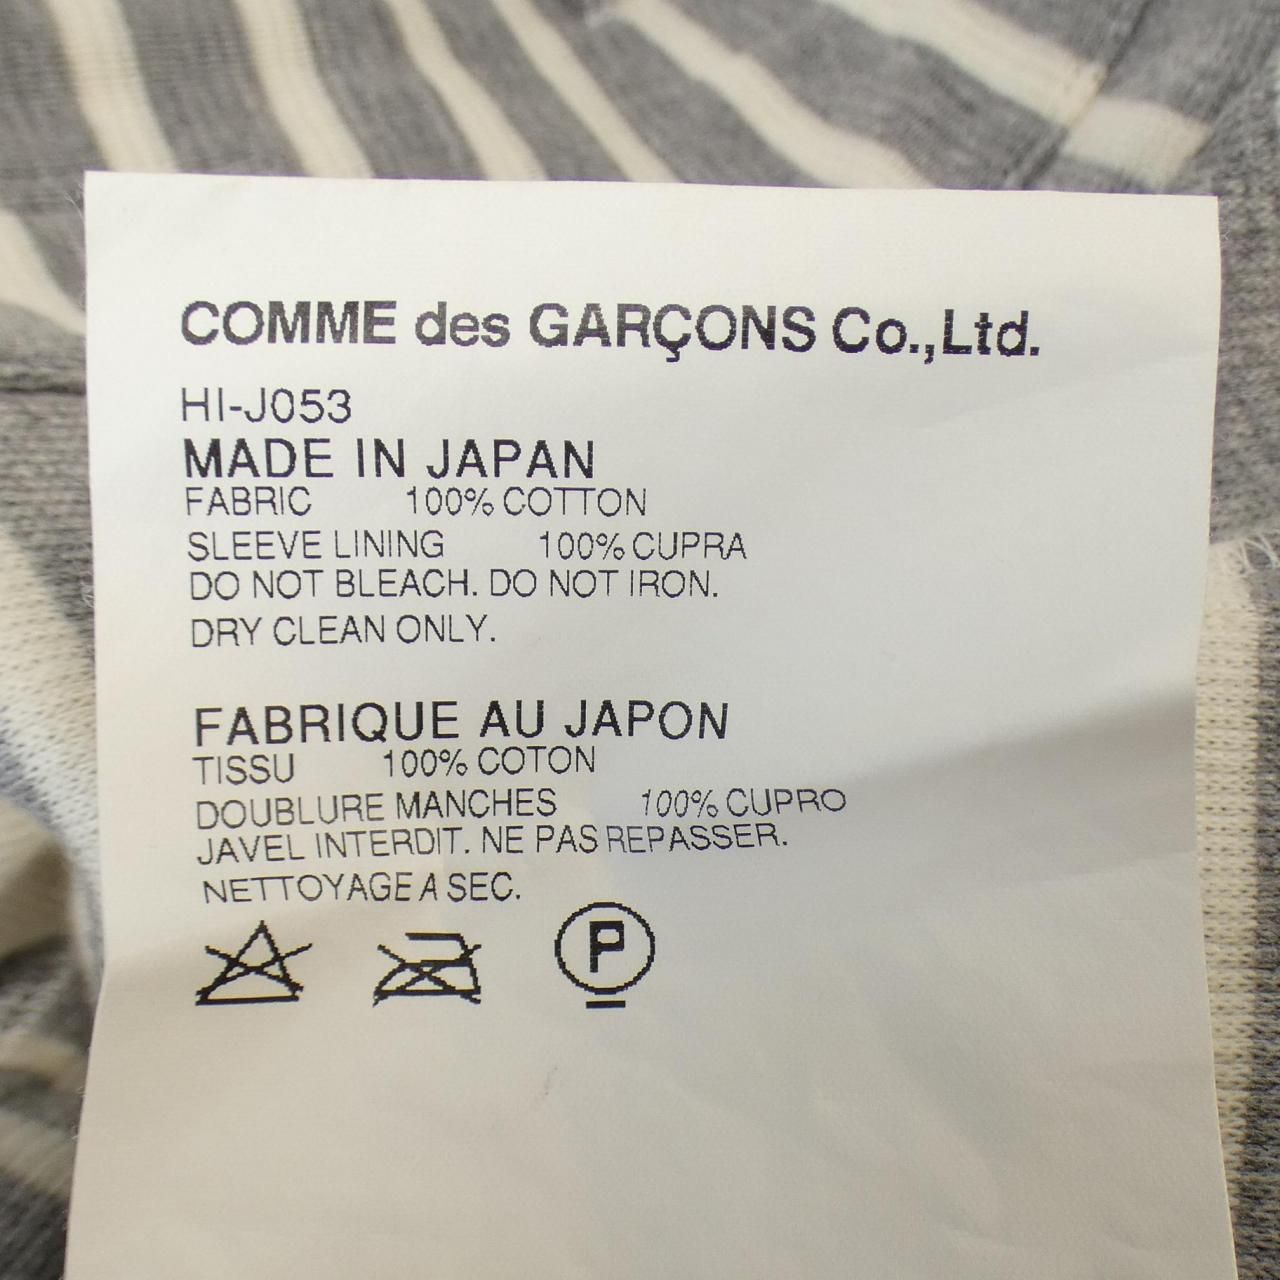 COMME des GARÇONS Co.,Ltd.
HI-J053
MADE IN JAPAN
FABRIC 100% COTTON
SLEEVE LINING 100% CUPRA
DO NOT BLEACH. DO NOT IRON.
DRY CLEAN ONLY.
FABRIQUE AU JAPON
TISSU 100% COTON
DOUBLURE MANCHES 100% CUPRO
JAVEL INTERDIT. NE PAS REPASSER.
NETTOYAGE A SEC.
P